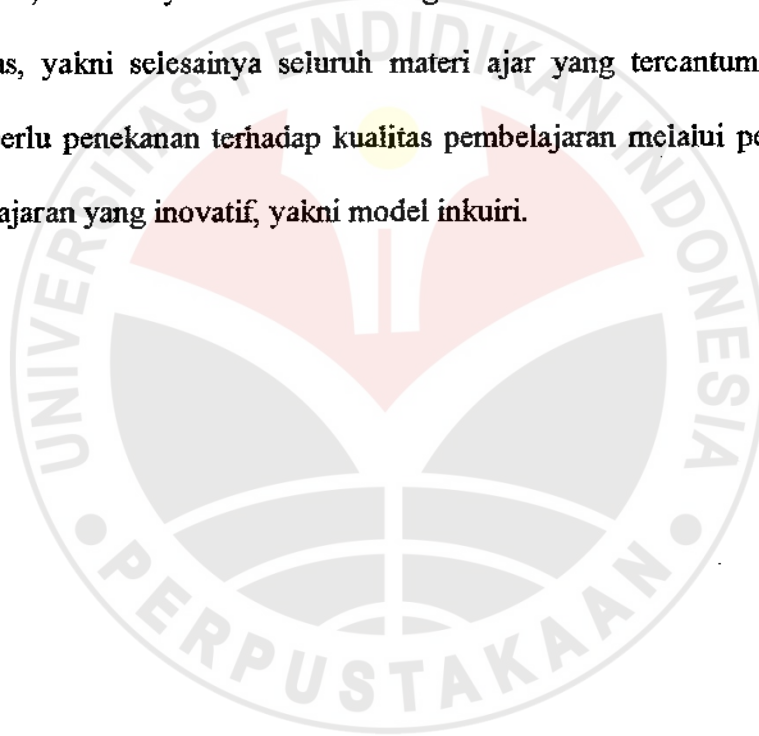 as, yakni selesainya seluruh materi ajar yang tercantum
erlu penekanan terhadap kualitas pembelajaran melalui pe
ajaran yang inovatif, yakni model inkuiri.
UNIVERSITAS PENDIDIKAN INDONESIA
PERPUSTAKAAN